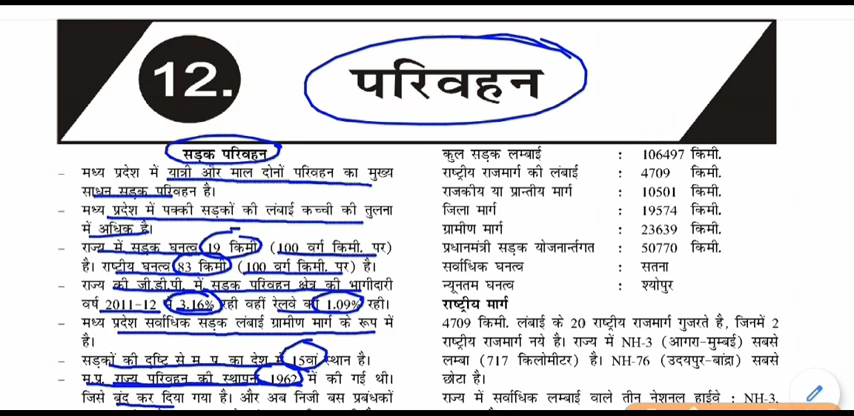 12.
परिवहन
सड़क परिवहन
– मध्य प्रदेश में यात्री और माल दोनों परिवहन का मुख्य
साधन सड़क परिवहन है।
– मध्य प्रदेश में पक्की सड़कों की लंबाई कच्ची की तुलना
में अधिक है।
– राज्य में सड़क घनत्व 19 किमी (100 वर्ग किमी. पर)
है। राष्ट्रीय घनत्व 83 किमी (100 वर्ग किमी. पर) है।
– राज्य की जी.डी.पी. में सड़क परिवहन क्षेत्र की भागीदारी
वर्ष 2011-12 में 3.16% रही वहीं रेलवे की 1.09% रही।
– मध्य प्रदेश सर्वाधिक सड़क लंबाई ग्रामीण मार्ग के रूप में
है।
– सड़कों की दृष्टि से म. प्र. का देश में 15वां स्थान है।
– म.प्र. राज्य परिवहन की स्थापना 1962 में की गई थी।
जिसे बंद कर दिया गया है। और अब निजी बस प्रबंधकों
कुल सड़क लम्बाई : 106497 किमी.
राष्ट्रीय राजमार्ग की लंबाई : 4709 किमी.
राजकीय या प्रान्तीय मार्ग : 10501 किमी.
जिला मार्ग : 19574 किमी.
ग्रामीण मार्ग : 23639 किमी.
प्रधानमंत्री सड़क योजनार्न्तगत : 50770 किमी.
सर्वाधिक घनत्व : सतना
न्यूनतम घनत्व : श्योपुर
राष्ट्रीय मार्ग
4709 किमी. लंबाई के 20 राष्ट्रीय राजमार्ग गुजरते है, जिनमें 2
राष्ट्रीय राजमार्ग नये है। राज्य में NH-3 (आगरा-मुम्बई) सबसे
लम्बा (717 किलोमीटर) है। NH-76 (उदयपुर-बांद्रा) सबसे
छोटा है।
राज्य में सर्वाधिक लम्बाई वाले तीन नेशनल हाईवे : NH-3,